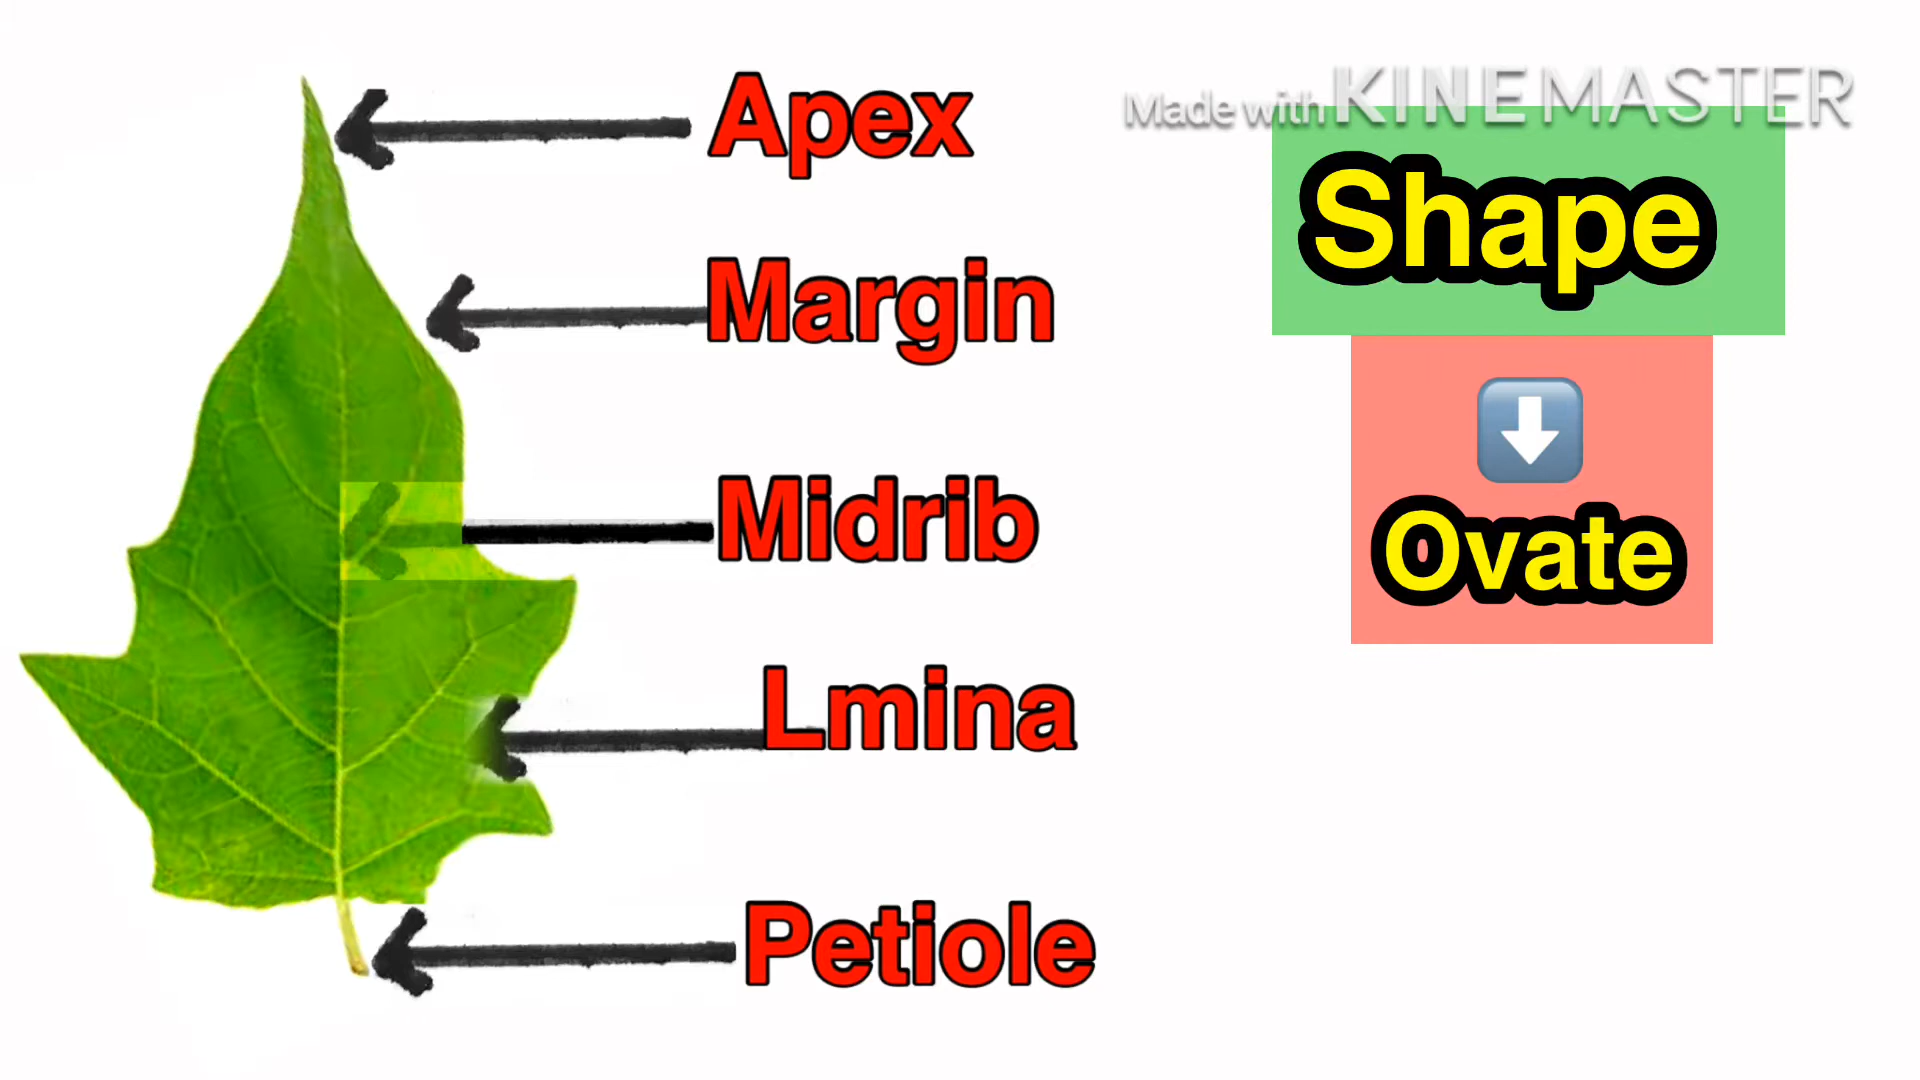 Apex
Margin
Midrib
Lmina
Petiole
Made with KINEMASTER
Shape
Ovate